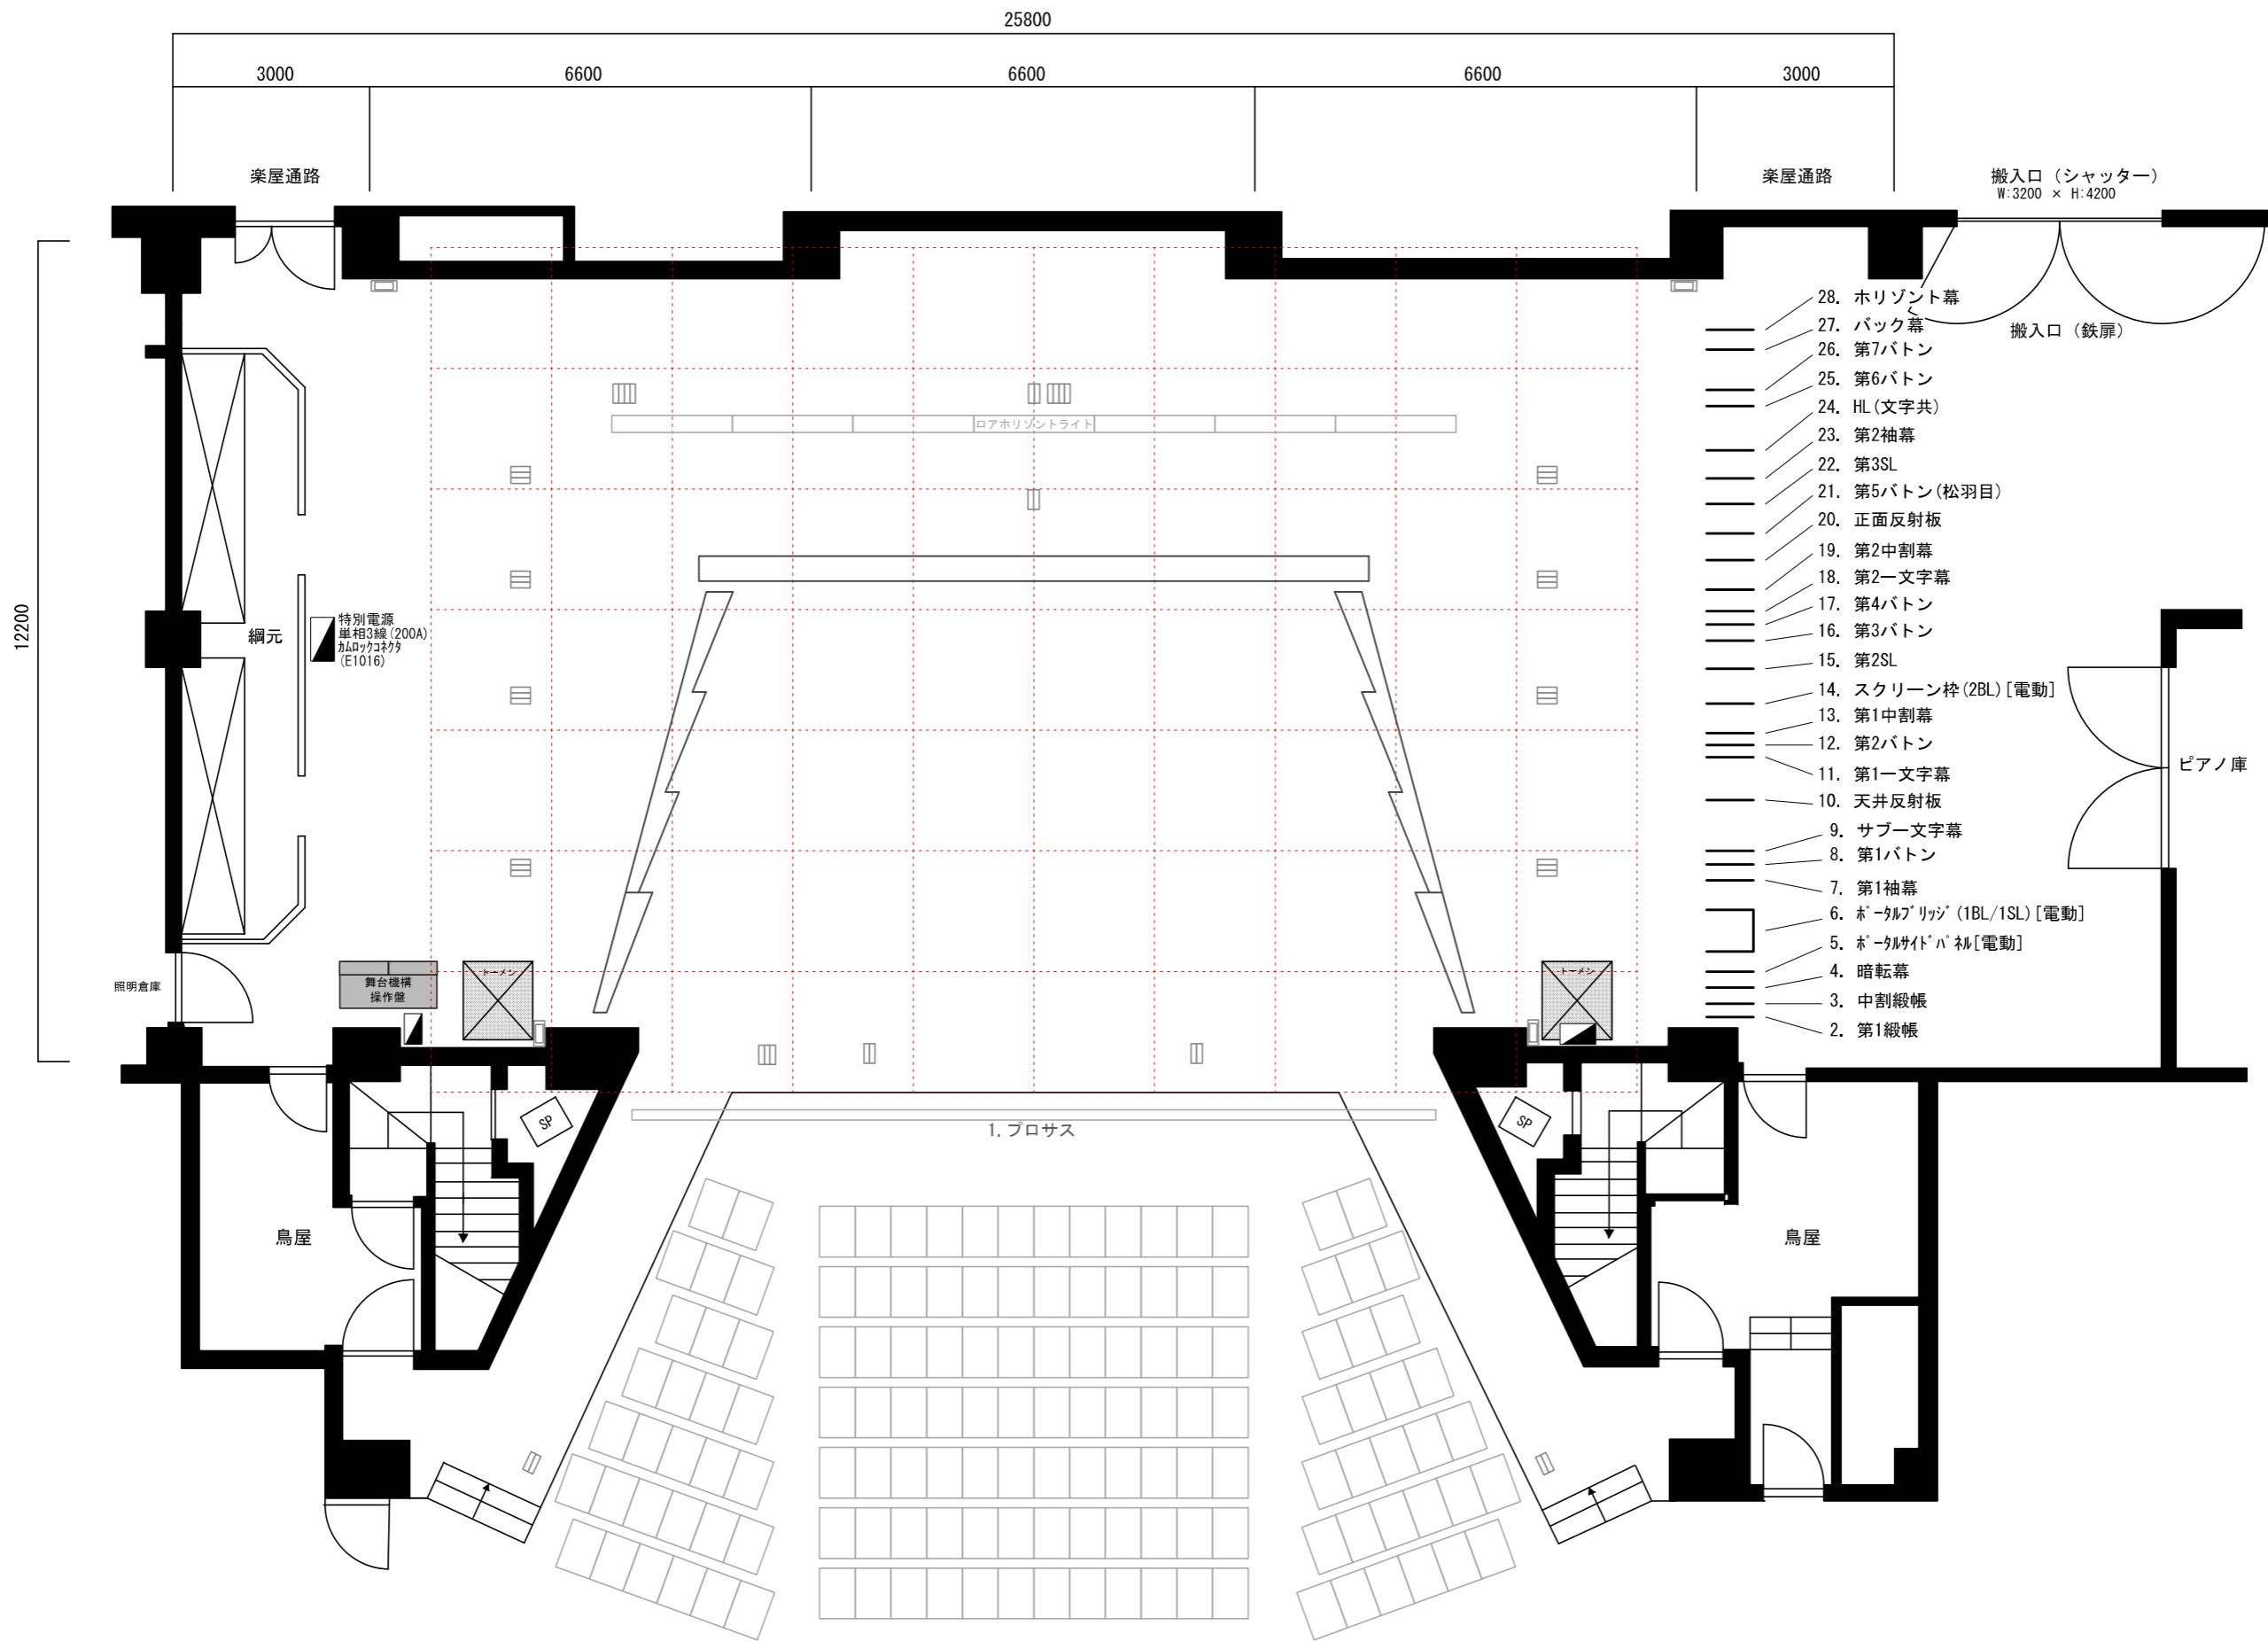 25800
3000
6600
6600
6600
3000
楽屋通路
楽屋通路
搬入口（シャッター）
W:3200 × H:4200
28. ホリゾント幕
27. バック幕
搬入口（鉄扉）
26. 第7バトン
25. 第6バトン
24. HL(文字共)
ロアホリゾントライト
23. 第2袖幕
22. 第3SL
21. 第5バトン(松羽目)
20. 正面反射板
19. 第2中割幕
18. 第2一文字幕
17. 第4バトン
16. 第3バトン
12200
綱元
特別電源
単相3線(200A)
ｶﾑﾛｯｸｺﾈｸﾀ
(E1016)
15. 第2SL
14. スクリーン枠(2BL)[電動]
13. 第1中割幕
12. 第2バトン
ピアノ庫
11. 第1一文字幕
10. 天井反射板
9. サブ一文字幕
8. 第1バトン
7. 第1袖幕
6. ﾎﾟｰﾀﾙﾌﾞﾘｯｼﾞ(1BL/1SL)[電動]
5. ﾎﾟｰﾀﾙｻｲﾄﾞﾊﾟﾈﾙ[電動]
4. 暗転幕
3. 中割緞帳
2. 第1緞帳
照明倉庫
舞台機構
操作盤
トーメン
トーメン
SP
SP
1. プロサス
鳥屋
鳥屋